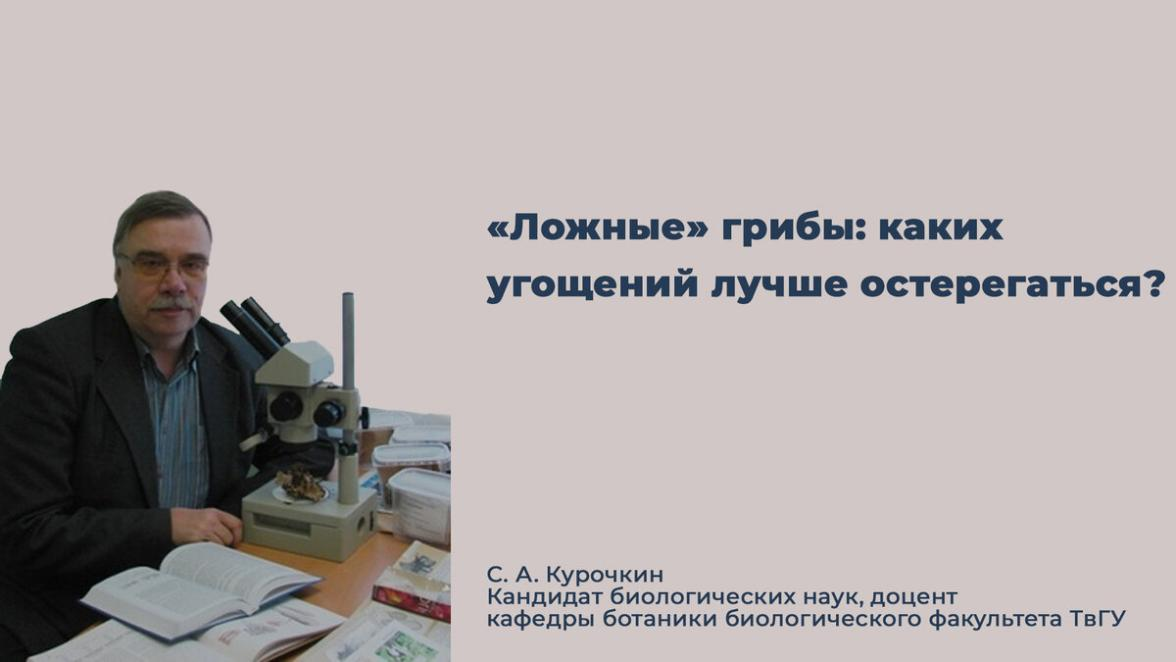 «Ложные» грибы: каких
угощений лучше остерегаться?
С. А. Курочкин
Кандидат биологических наук, доцент
кафедры ботаники биологического факультета ТвГУ